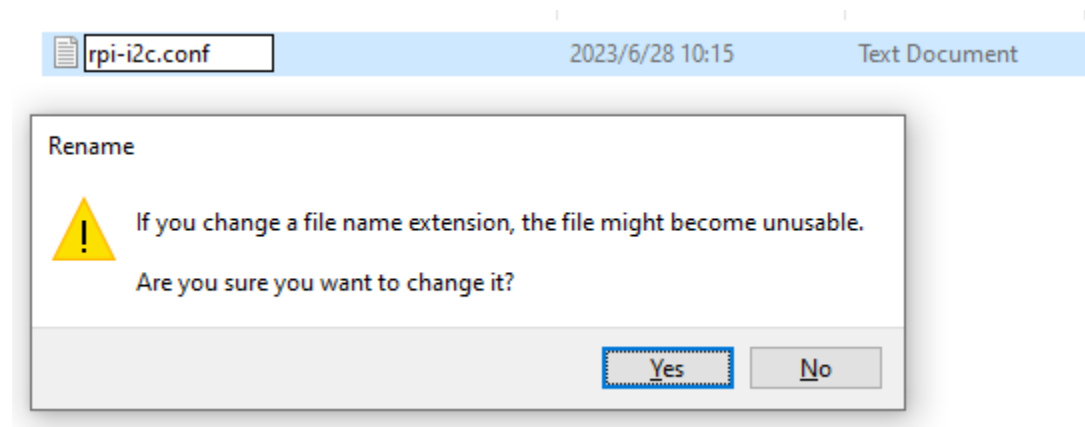 rpi-i2c.conf 2023/6/28 10:15 Text Document
Rename
!
If you change a file name extension, the file might become unusable.
Are you sure you want to change it?
Yes No